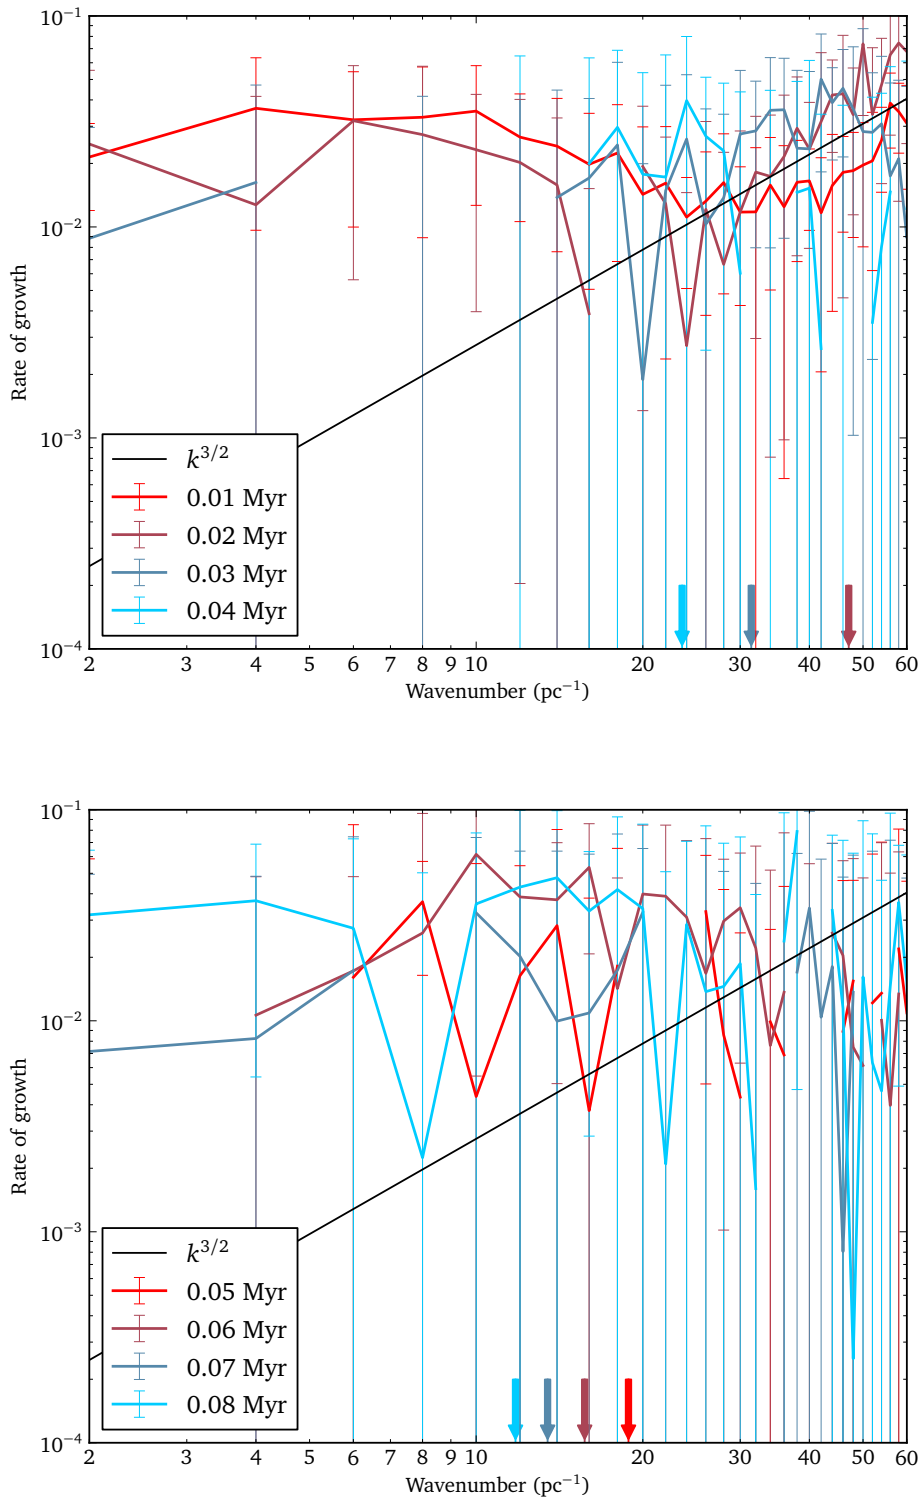 10⁻¹
10⁻²
10⁻³
10⁻⁴
Rate of growth
k³ᐟ²
0.01 Myr
0.02 Myr
0.03 Myr
0.04 Myr
2 3 4 5 6 7 8 9 10 20 30 40 50 60
Wavenumber (pc⁻¹)
10⁻¹
10⁻²
10⁻³
10⁻⁴
Rate of growth
k³ᐟ²
0.05 Myr
0.06 Myr
0.07 Myr
0.08 Myr
2 3 4 5 6 7 8 9 10 20 30 40 50 60
Wavenumber (pc⁻¹)